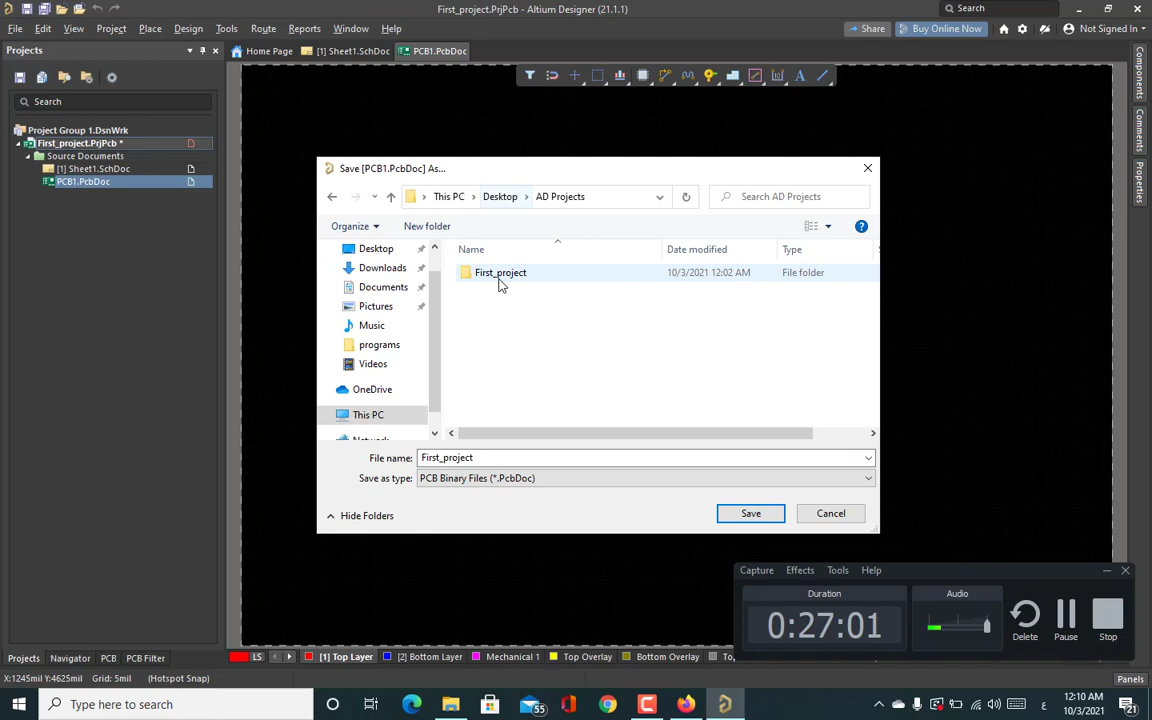 First_project.PrjPcb - Altium Designer (21.1.1)
Search
File Edit View Project Place Design Tools Route Reports Window Help
Share
Buy Online Now
Not Signed In
Projects
Home Page
[1] Sheet1.SchDoc
PCB1.PcbDoc
Search
Project Group 1.DsnWrk
First_project.PrjPcb *
Source Documents
[1] Sheet1.SchDoc
PCB1.PcbDoc
Components
Comments
Properties
Save [PCB1.PcbDoc] As...
This PC > Desktop > AD Projects
Search AD Projects
Organize
New folder
Desktop
Downloads
Documents
Pictures
Music
programs
Videos
OneDrive
This PC
Network
Name Date modified Type
First_project 10/3/2021 12:02 AM File folder
File name: First_project
Save as type: PCB Binary Files (*.PcbDoc)
Hide Folders
Save
Cancel
Capture Effects Tools Help
Duration
0:27:01
Audio
Delete
Pause
Stop
Projects Navigator PCB PCB Filter
LS
[1] Top Layer
[2] Bottom Layer
Mechanical 1
Top Overlay
Bottom Overlay
To
X:1245mil Y:4625mil Grid: 5mil (Hotspot Snap)
Panels
Type here to search
55
ع
12:10 AM
10/3/2021
21